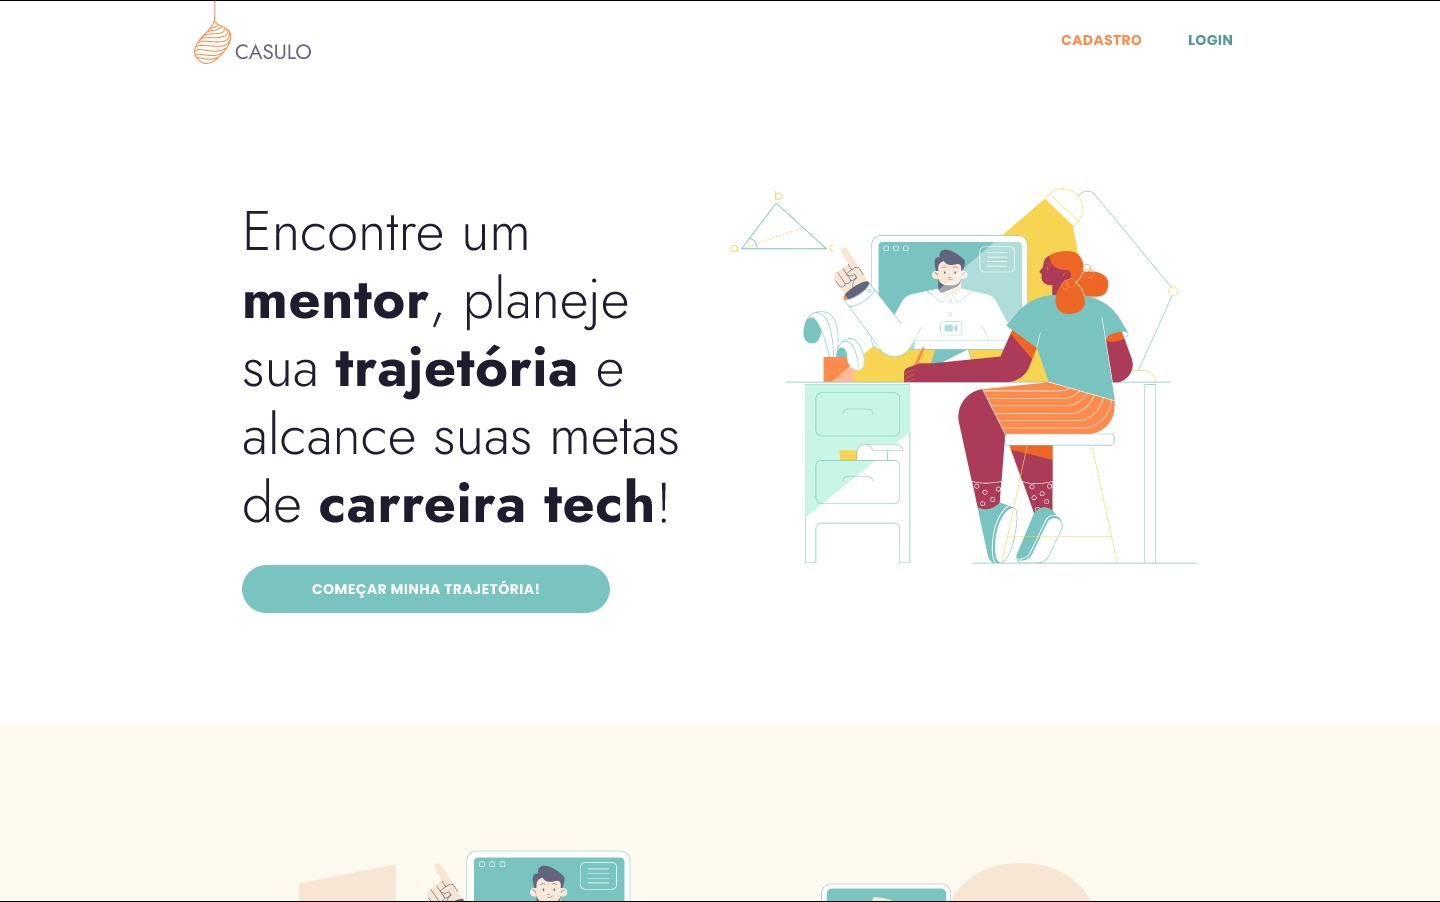 CASULO
CADASTRO
LOGIN
Encontre um
mentor, planeje
sua trajetória e
alcance suas metas
de carreira tech!
COMEÇAR MINHA TRAJETÓRIA!
b
a
c